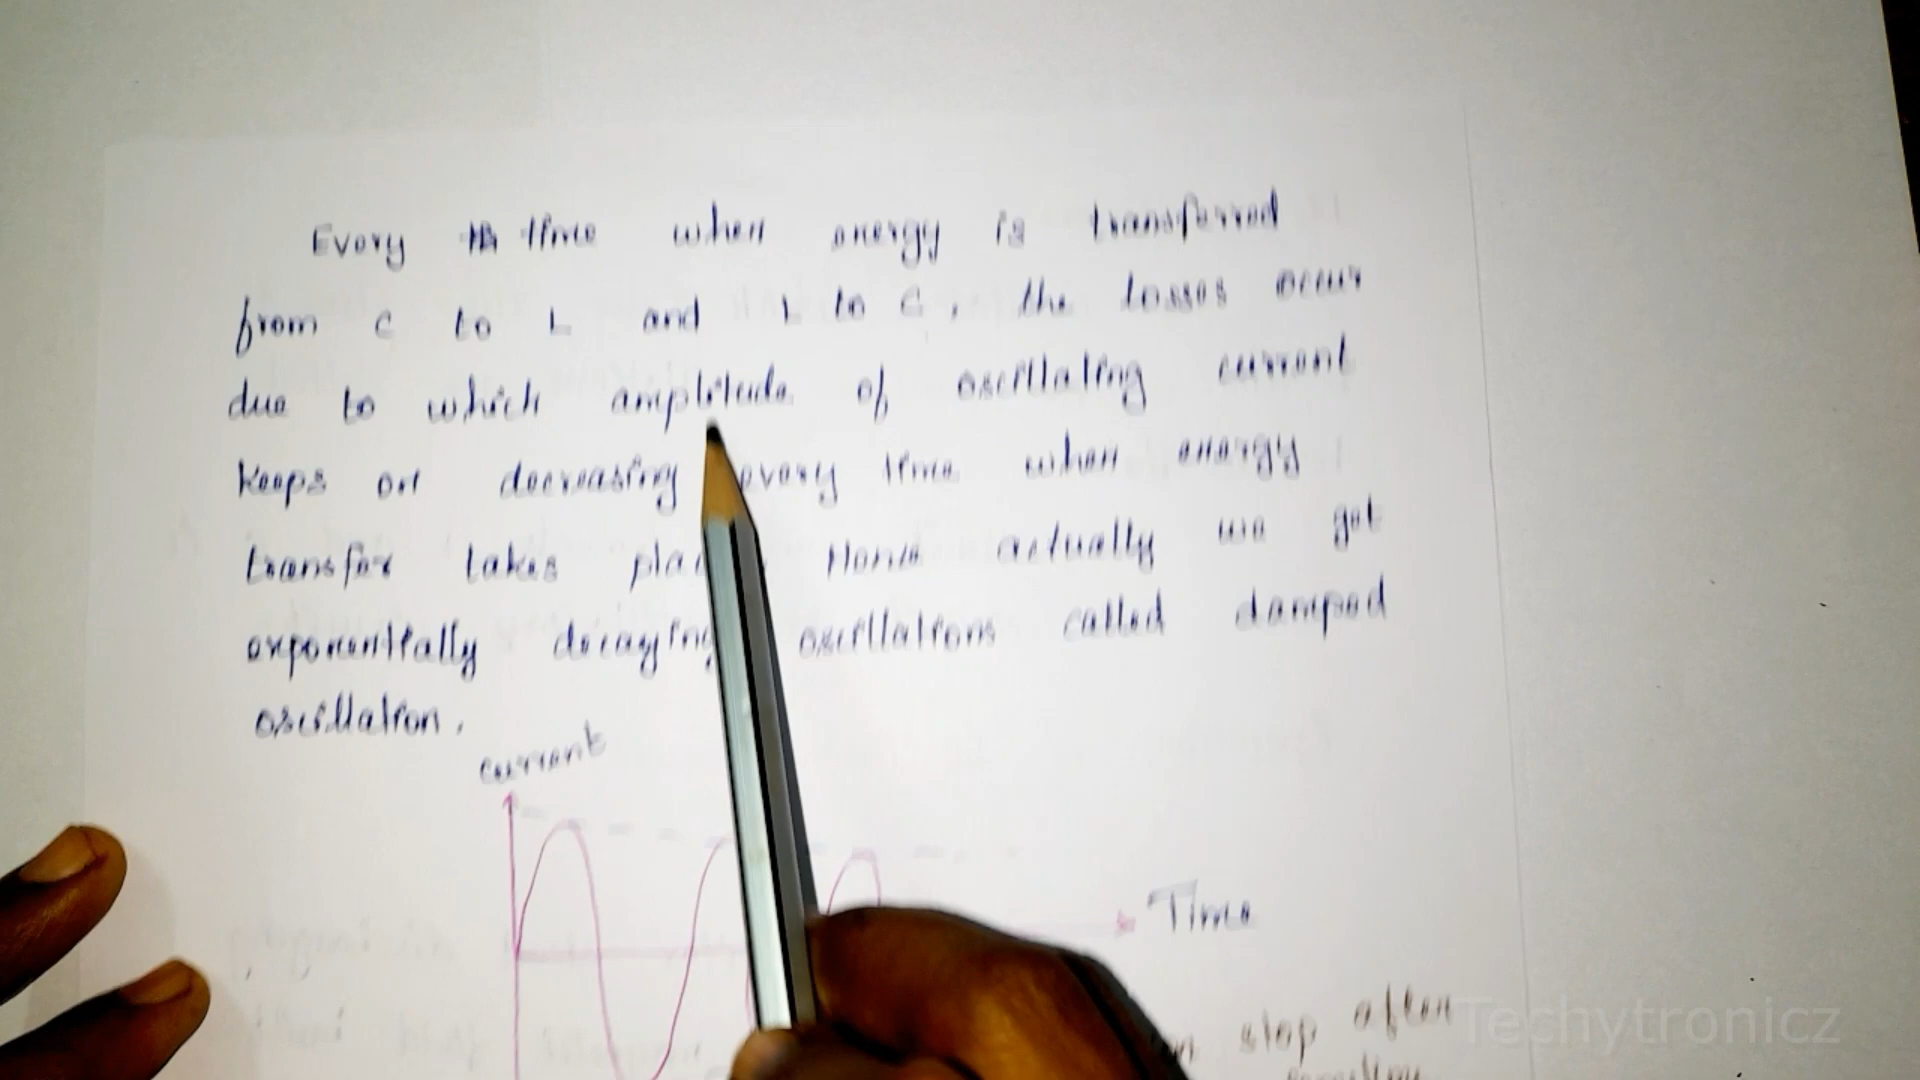 Every time when energy is transferred
from C to L and L to C, the losses occur
due to which amplitude of oscillating current
keeps on decreasing every time when energy
transfer takes Hence actually we get
exponentially decaying oscillations called damped
oscillation.
current
Time
stop after
Techytronicz